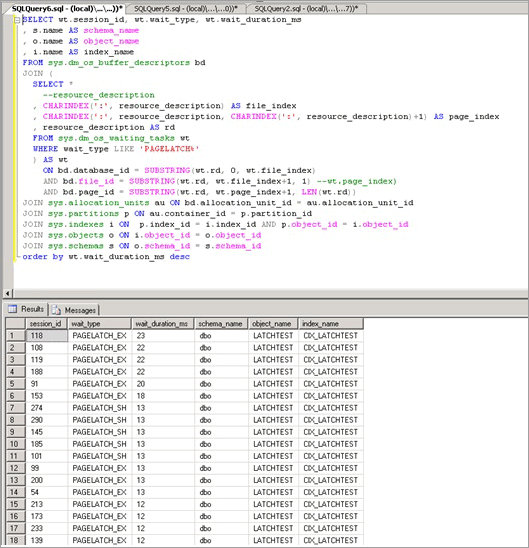 SQLQuery6.sql - (local)\...\...))* SQLQuery5.sql - (local)\...\...0))* SQLQuery2.sql - (local)\...\...7))*
SELECT wt.session_id, wt.wait_type, wt.wait_duration_ms
, s.name AS schema_name
, o.name AS object_name
, i.name AS index_name
FROM sys.dm_os_buffer_descriptors bd
JOIN (
SELECT *
--resource_description
, CHARINDEX(':', resource_description) AS file_index
, CHARINDEX(':', resource_description, CHARINDEX(':', resource_description)+1) AS page_index
, resource_description AS rd
FROM sys.dm_os_waiting_tasks wt
WHERE wait_type LIKE 'PAGELATCH%'
) AS wt
ON bd.database_id = SUBSTRING(wt.rd, 0, wt.file_index)
AND bd.file_id = SUBSTRING(wt.rd, wt.file_index+1, 1) --wt.page_index)
AND bd.page_id = SUBSTRING(wt.rd, wt.page_index+1, LEN(wt.rd))
JOIN sys.allocation_units au ON bd.allocation_unit_id = au.allocation_unit_id
JOIN sys.partitions p ON au.container_id = p.partition_id
JOIN sys.indexes i ON p.index_id = i.index_id AND p.object_id = i.object_id
JOIN sys.objects o ON i.object_id = o.object_id
JOIN sys.schemas s ON o.schema_id = s.schema_id
order by wt.wait_duration_ms desc
Results Messages
session_id wait_type wait_duration_ms schema_name object_name index_name
1 118 PAGELATCH_EX 23 dbo LATCHTEST CIX_LATCHTEST
2 108 PAGELATCH_EX 22 dbo LATCHTEST CIX_LATCHTEST
3 119 PAGELATCH_EX 22 dbo LATCHTEST CIX_LATCHTEST
4 188 PAGELATCH_EX 22 dbo LATCHTEST CIX_LATCHTEST
5 91 PAGELATCH_EX 20 dbo LATCHTEST CIX_LATCHTEST
6 153 PAGELATCH_EX 18 dbo LATCHTEST CIX_LATCHTEST
7 274 PAGELATCH_SH 13 dbo LATCHTEST CIX_LATCHTEST
8 290 PAGELATCH_SH 13 dbo LATCHTEST CIX_LATCHTEST
9 145 PAGELATCH_SH 13 dbo LATCHTEST CIX_LATCHTEST
10 185 PAGELATCH_SH 13 dbo LATCHTEST CIX_LATCHTEST
11 101 PAGELATCH_SH 13 dbo LATCHTEST CIX_LATCHTEST
12 99 PAGELATCH_EX 13 dbo LATCHTEST CIX_LATCHTEST
13 200 PAGELATCH_EX 13 dbo LATCHTEST CIX_LATCHTEST
14 54 PAGELATCH_EX 13 dbo LATCHTEST CIX_LATCHTEST
15 213 PAGELATCH_EX 12 dbo LATCHTEST CIX_LATCHTEST
16 173 PAGELATCH_EX 12 dbo LATCHTEST CIX_LATCHTEST
17 233 PAGELATCH_EX 12 dbo LATCHTEST CIX_LATCHTEST
18 139 PAGELATCH_EX 12 dbo LATCHTEST CIX_LATCHTEST